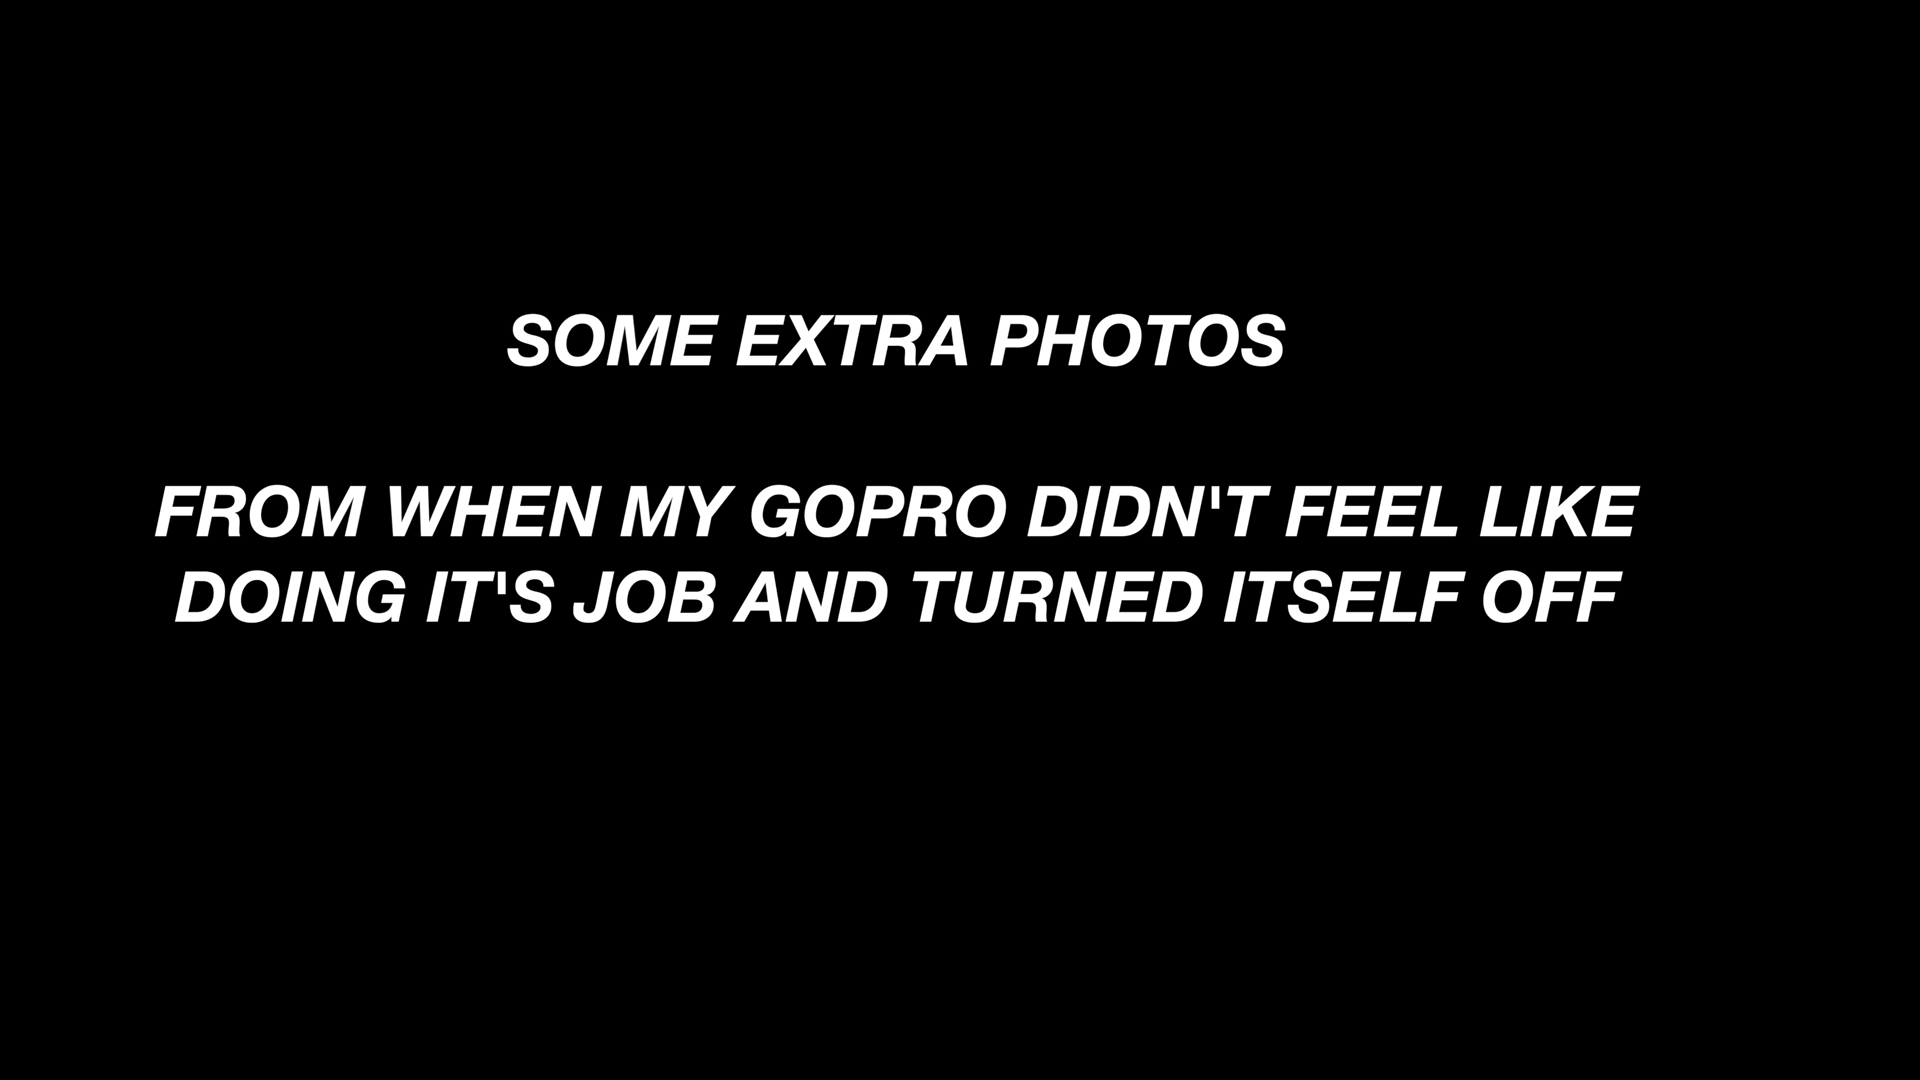 SOME EXTRA PHOTOS
FROM WHEN MY GOPRO DIDN'T FEEL LIKE
DOING IT'S JOB AND TURNED ITSELF OFF